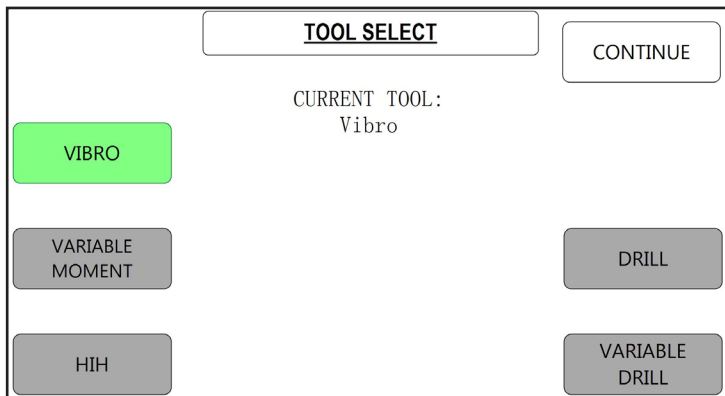 TOOL SELECT
CONTINUE
CURRENT TOOL:
Vibro
VIBRO
VARIABLE
MOMENT
DRILL
HIH
VARIABLE
DRILL